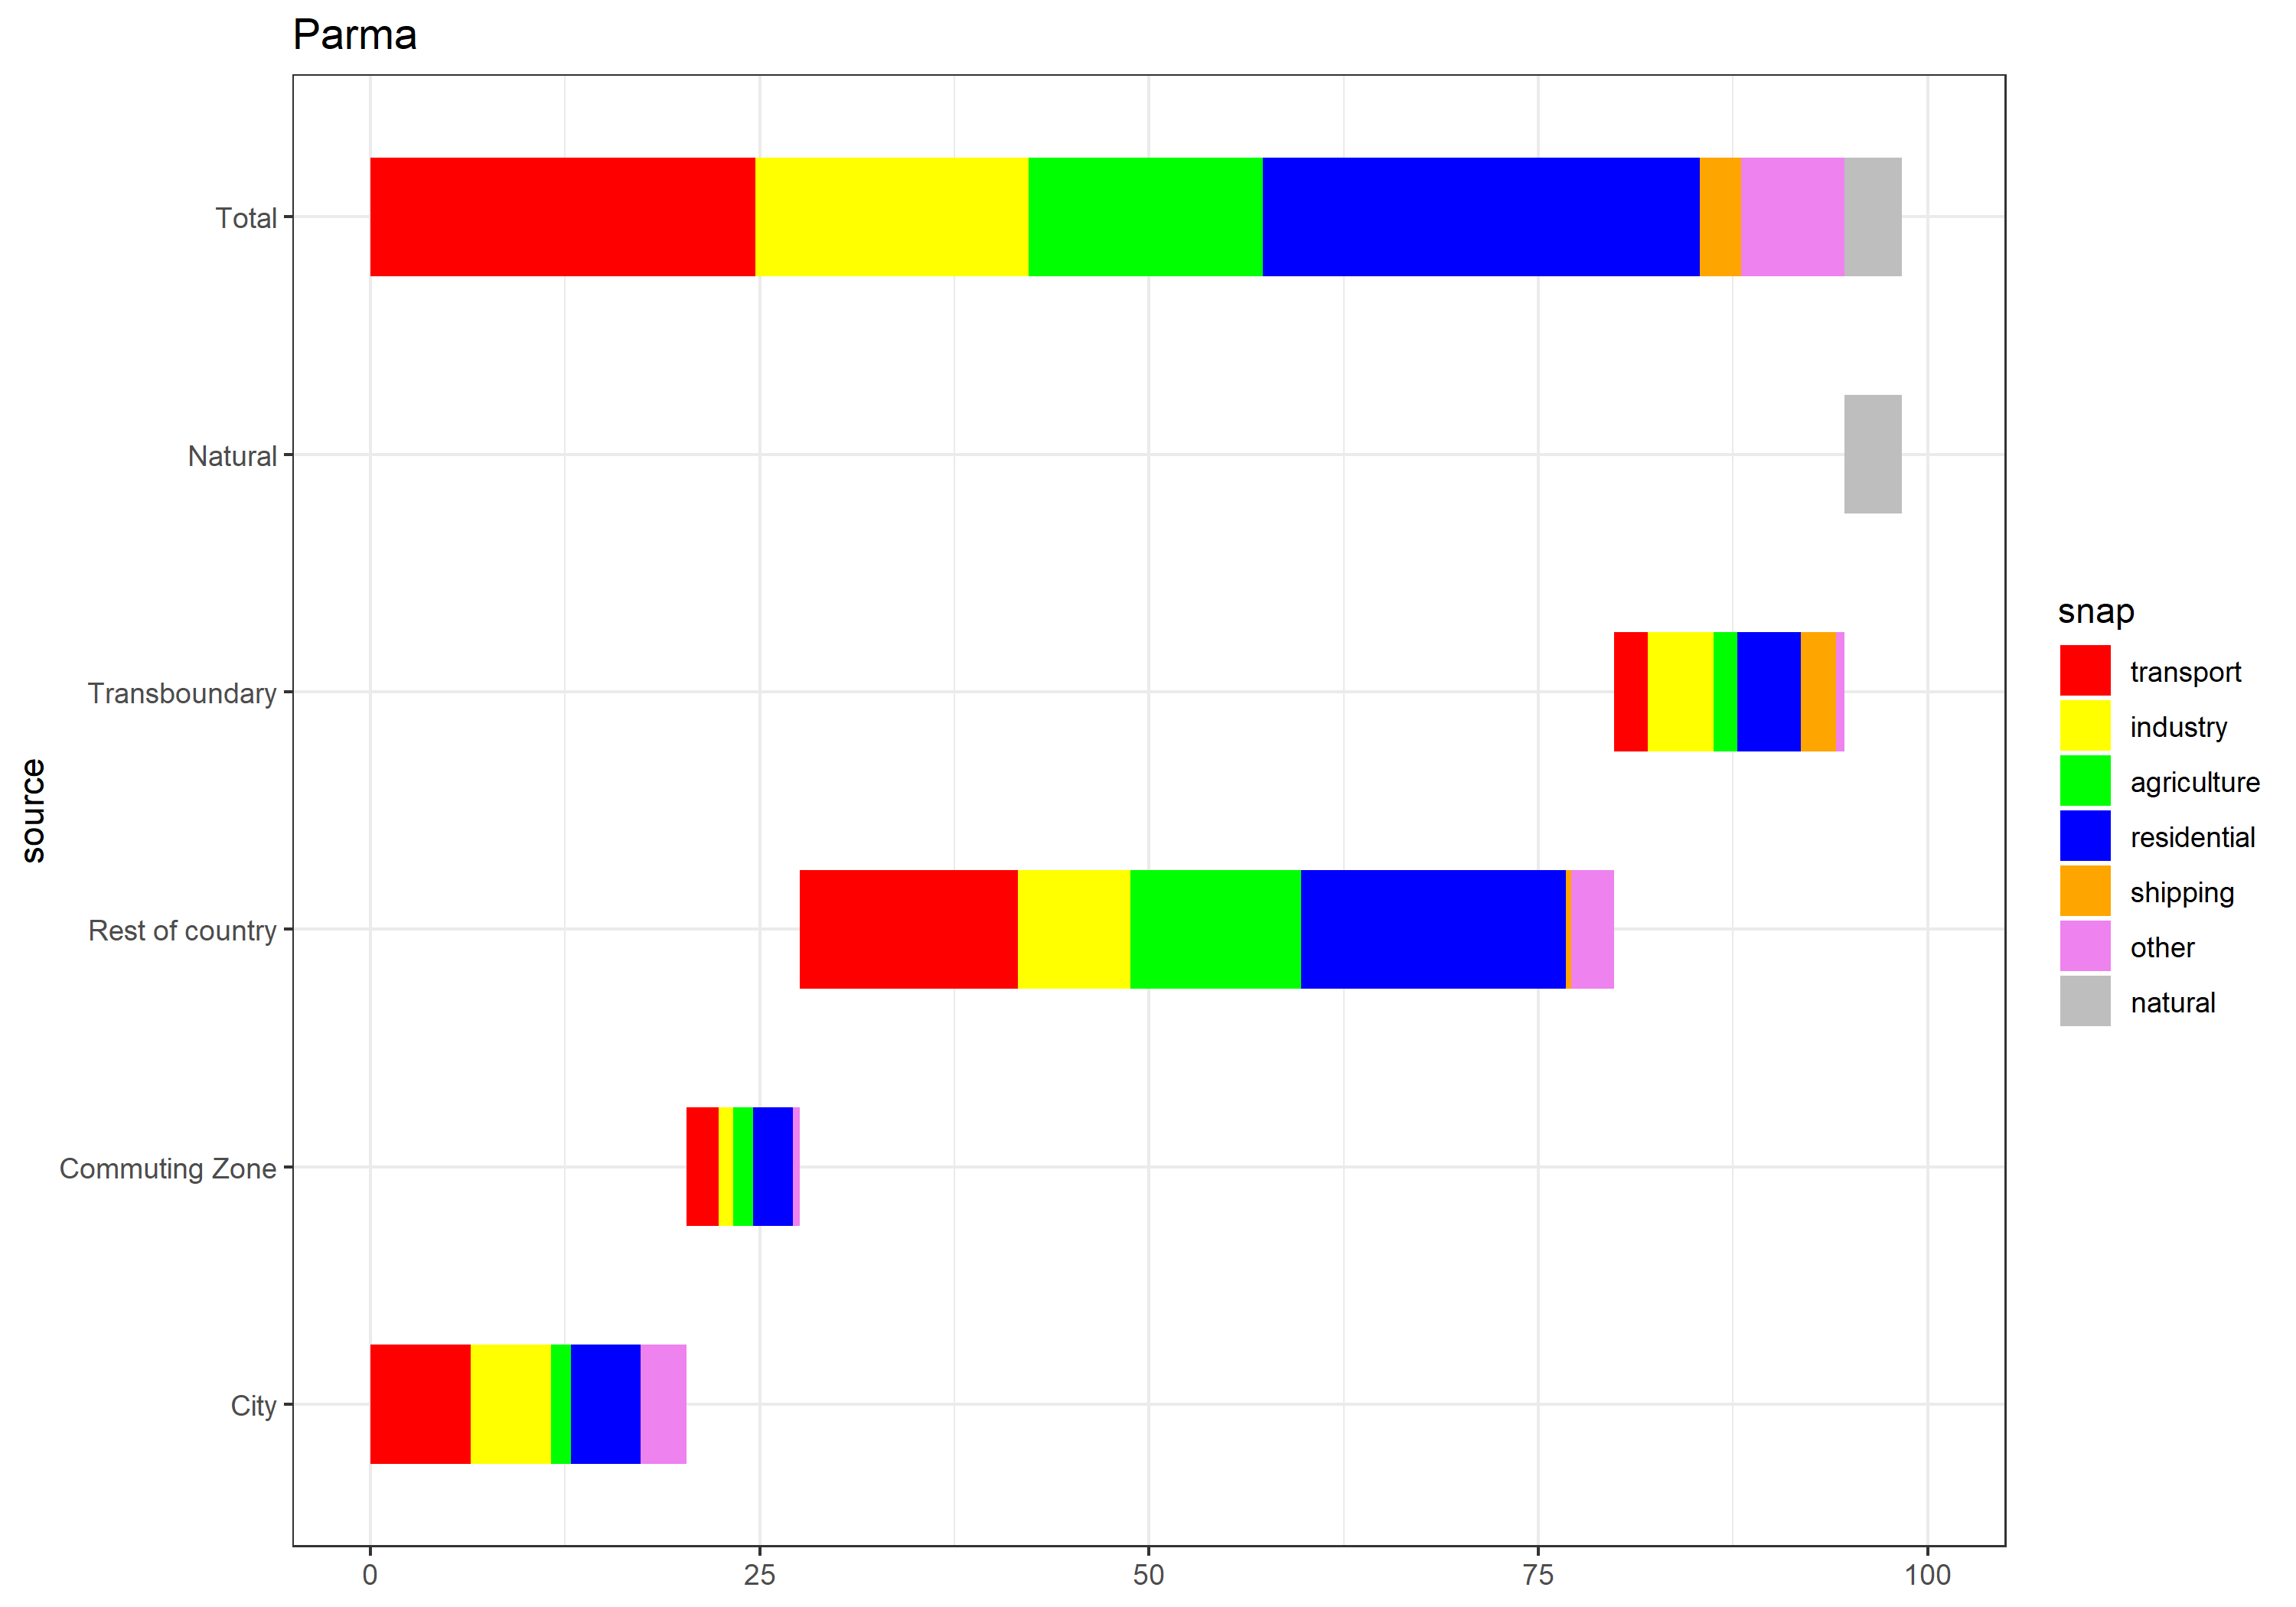 Parma
Total
Natural
Transboundary
Rest of country
Commuting Zone
City
source
0 25 50 75 100
snap
transport
industry
agriculture
residential
shipping
other
natural